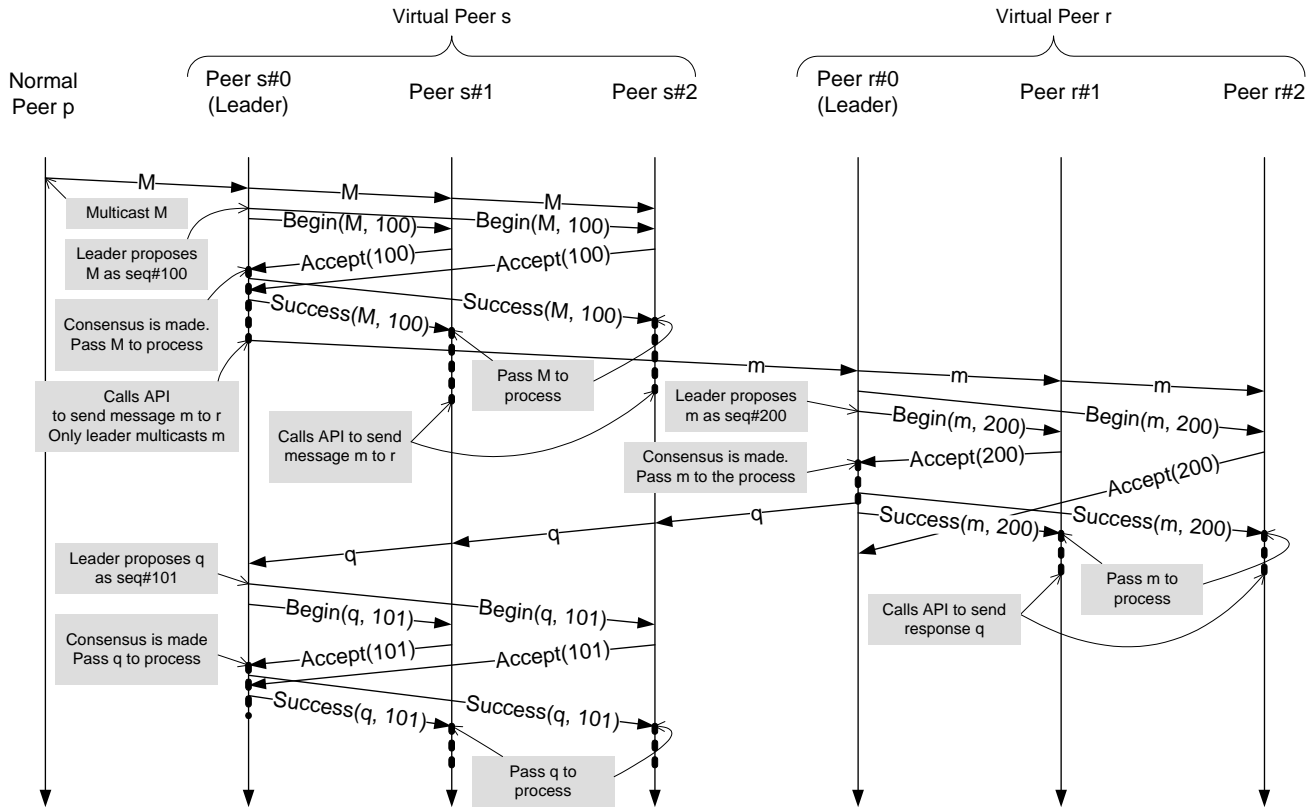 Virtual Peer s
Virtual Peer r
Normal
Peer p
Peer s#0
(Leader)
Peer s#1
Peer s#2
Peer r#0
(Leader)
Peer r#1
Peer r#2
M
M
M
Multicast M
Begin(M, 100)
Begin(M, 100)
Leader proposes
M as seq#100
Accept(100)
Accept(100)
Success(M, 100)
Success(M, 100)
Consensus is made.
Pass M to process
Pass M to
process
Calls API
to send message m to r
Only leader multicasts m
Calls API to send
message m to r
m
m
m
Leader proposes
m as seq#200
Begin(m, 200)
Begin(m, 200)
Consensus is made.
Pass m to the process
Accept(200)
Accept(200)
Success(m, 200)
Success(m, 200)
q
q
q
Pass m to
process
Calls API to send
response q
Leader proposes q
as seq#101
Begin(q, 101)
Begin(q, 101)
Consensus is made
Pass q to process
Accept(101)
Accept(101)
Success(q, 101)
Success(q, 101)
Pass q to
process